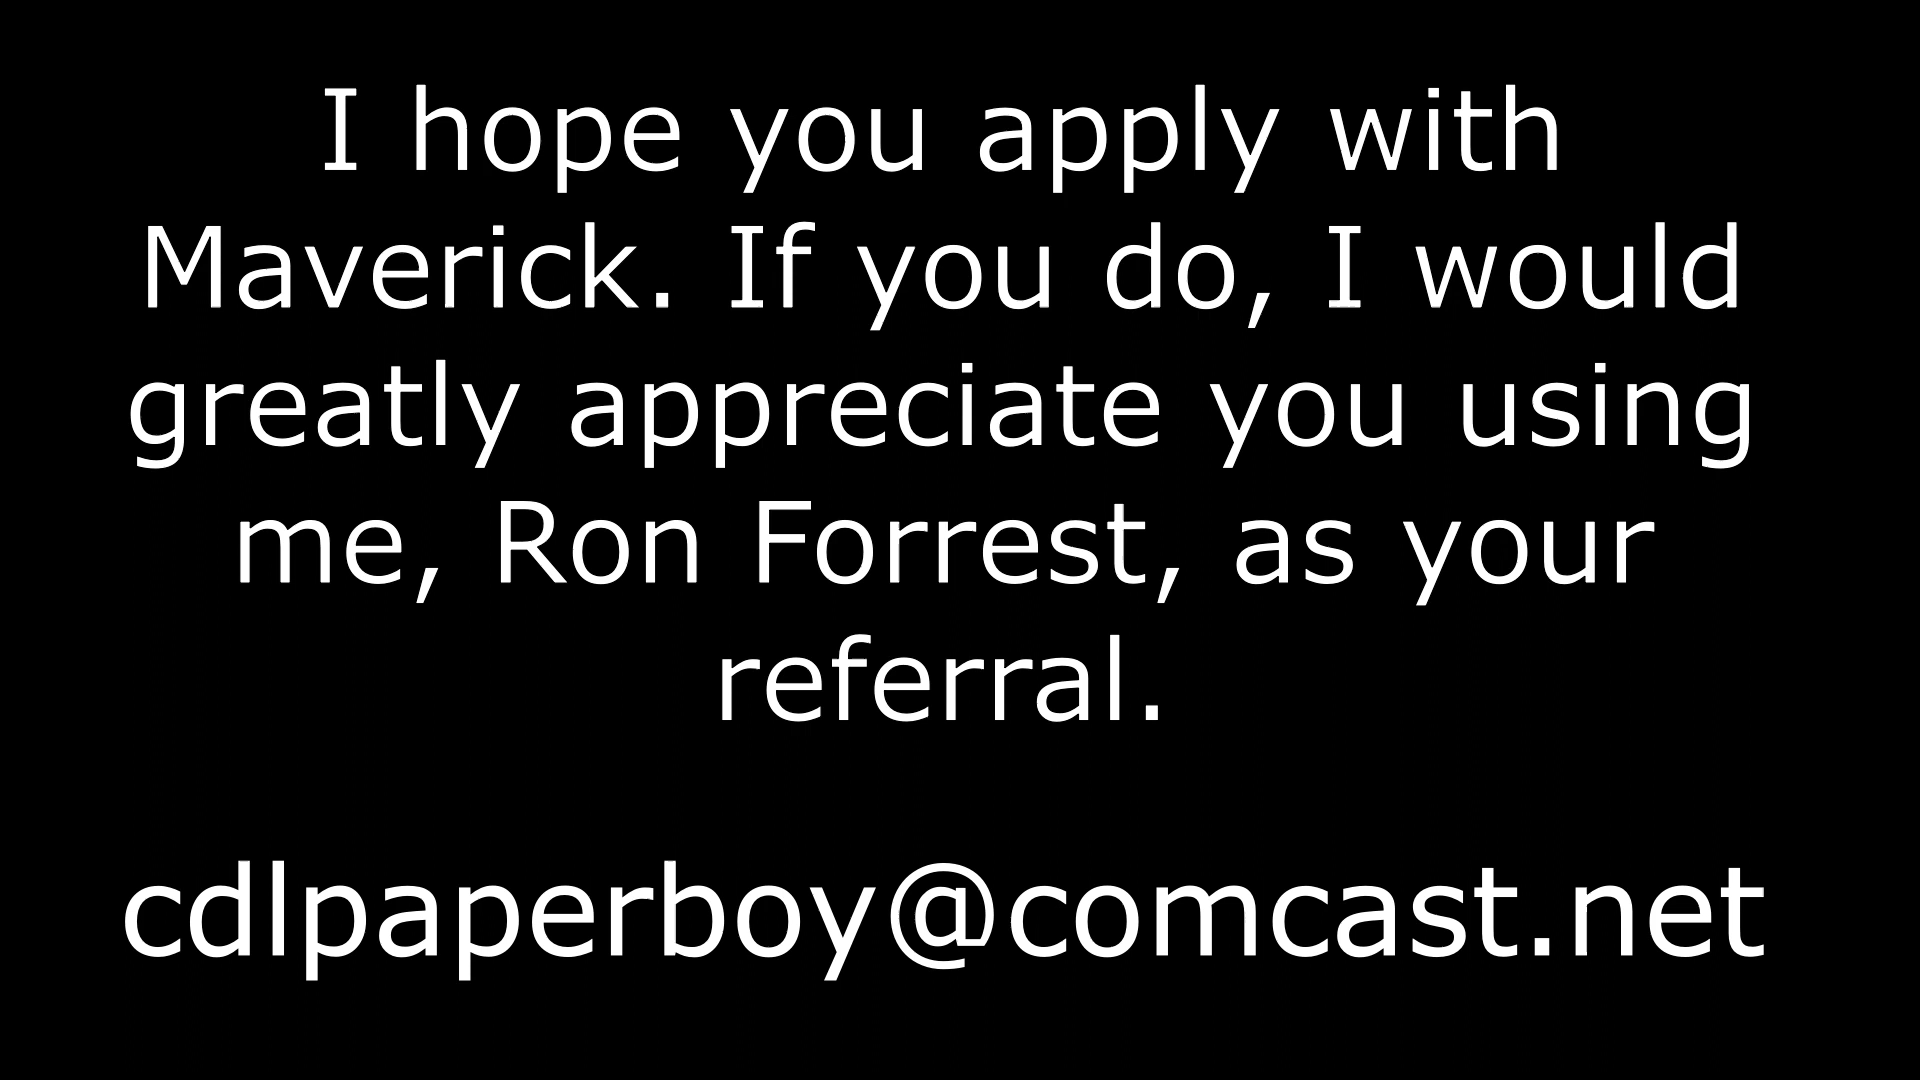 I hope you apply with
Maverick. If you do, I would
greatly appreciate you using
me, Ron Forrest, as your
referral.
cdlpaperboy@comcast.net